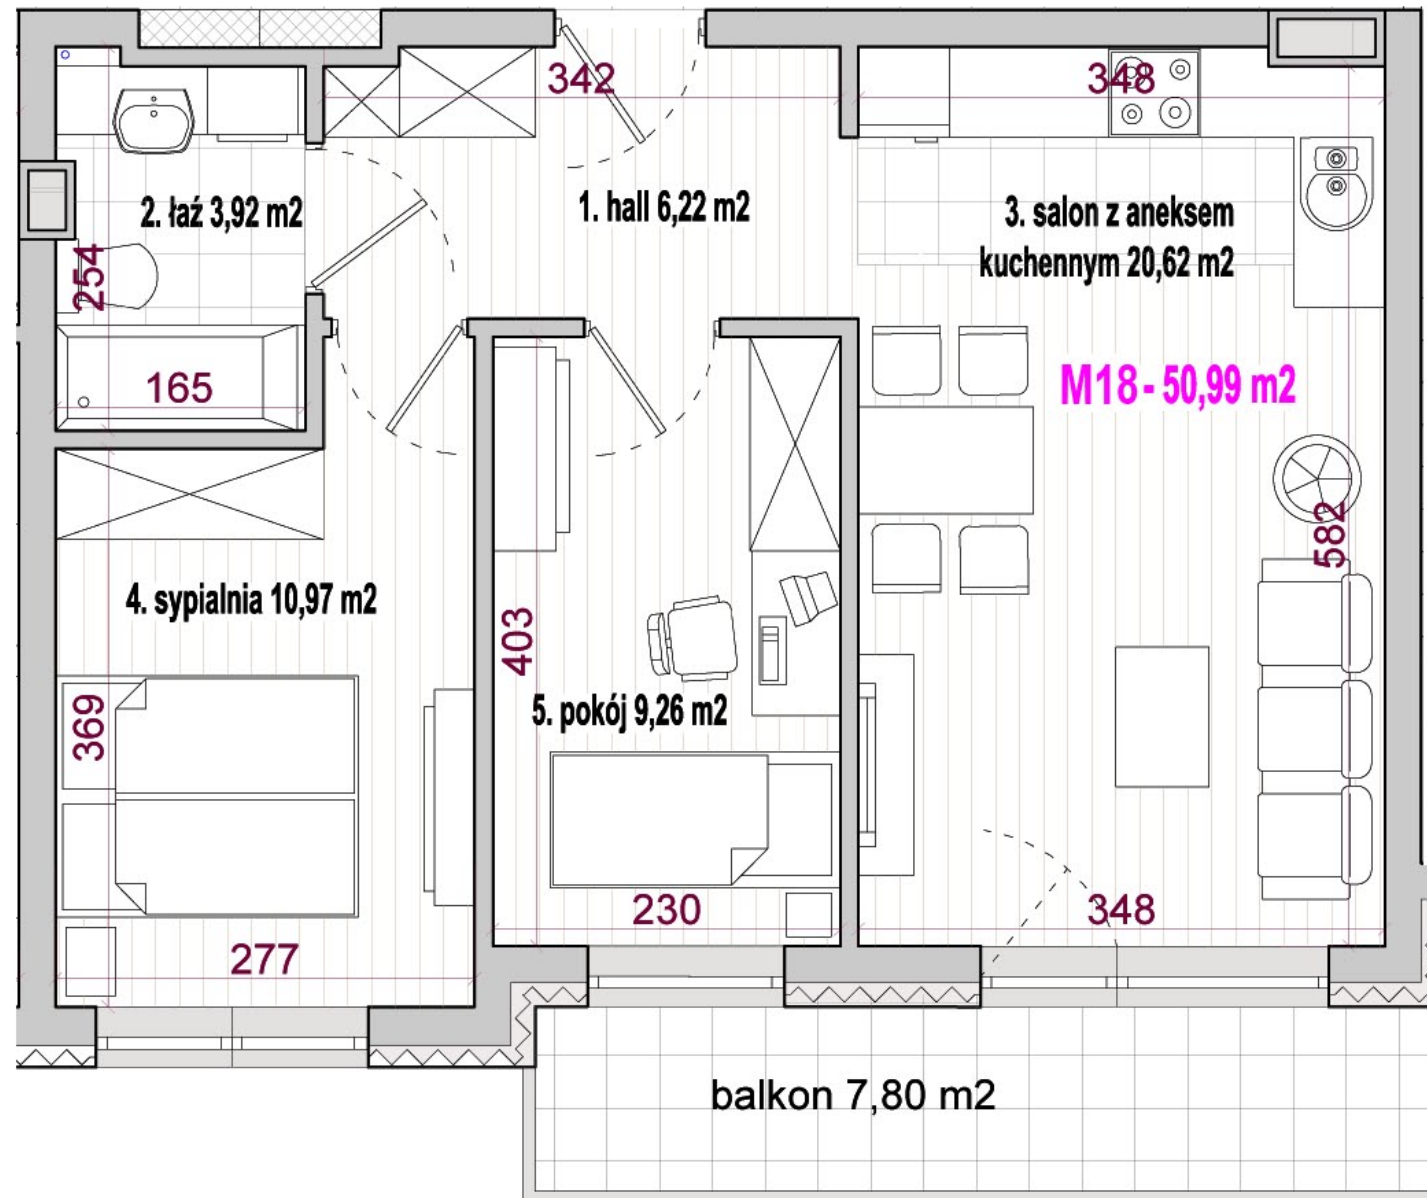 342
348
2. łaź 3,92 m2
1. hall 6,22 m2
3. salon z aneksem
kuchennym 20,62 m2
254
165
M18 - 50,99 m2
582
4. sypialnia 10,97 m2
403
369
5. pokój 9,26 m2
230
348
277
balkon 7,80 m2